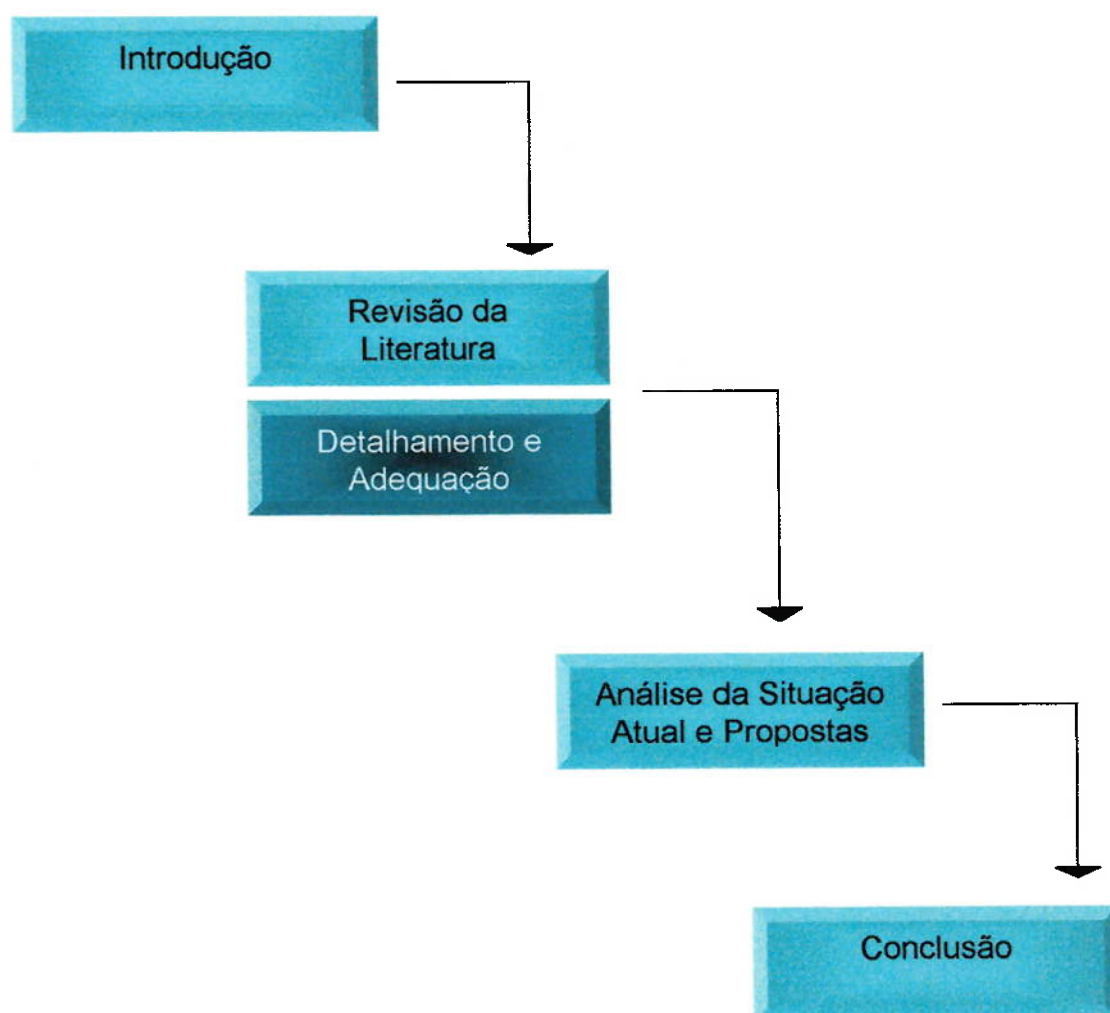 Introdução
Revisão da
Literatura
Detalhamento e
Adequação
Análise da Situação
Atual e Propostas
Conclusão